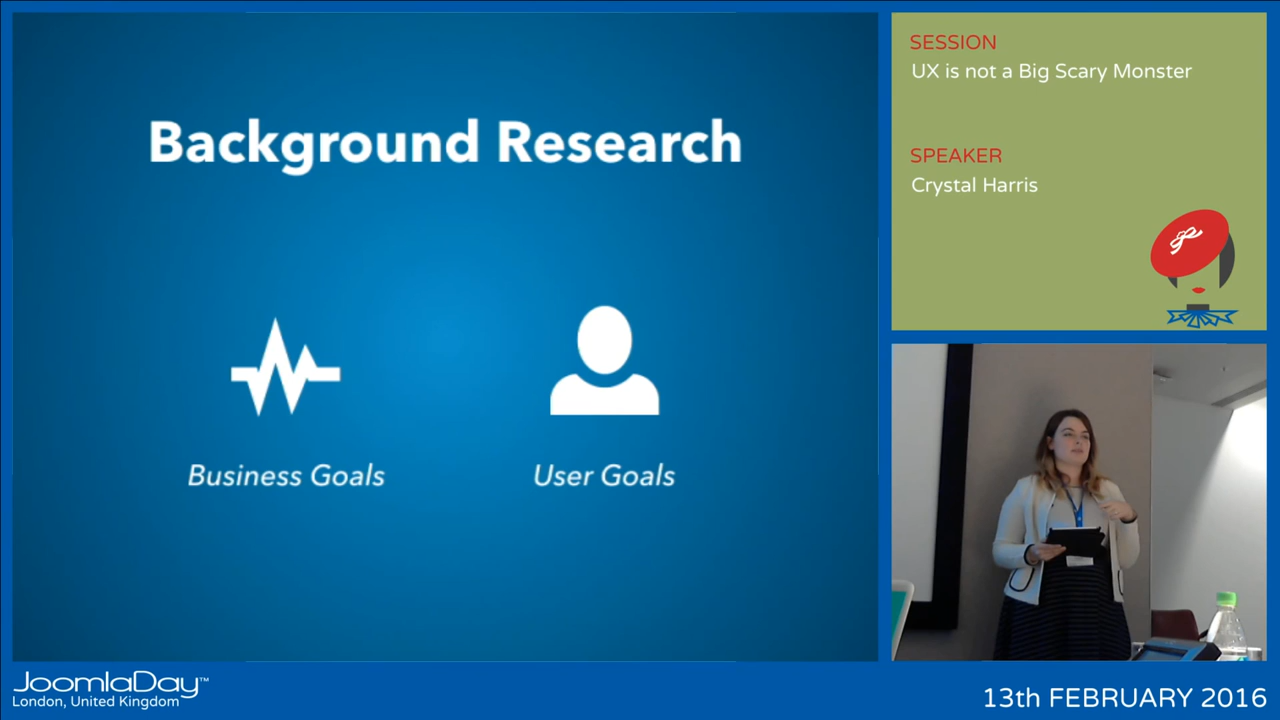 Background Research
Business Goals
User Goals
SESSION
UX is not a Big Scary Monster
SPEAKER
Crystal Harris
JoomlaDay™
London, United Kingdom
13th FEBRUARY 2016